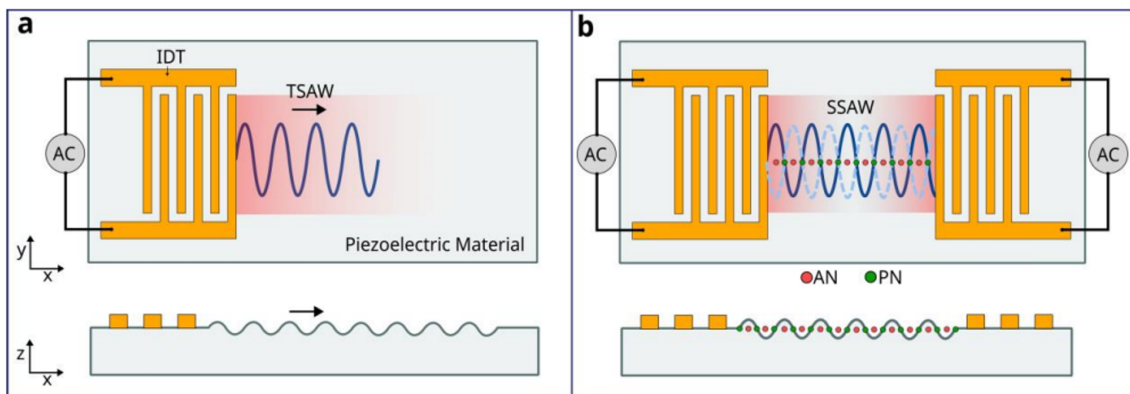 a
IDT
TSAW
AC
Piezoelectric Material
y
x
z
x
b
SSAW
AC
AC
AN
PN